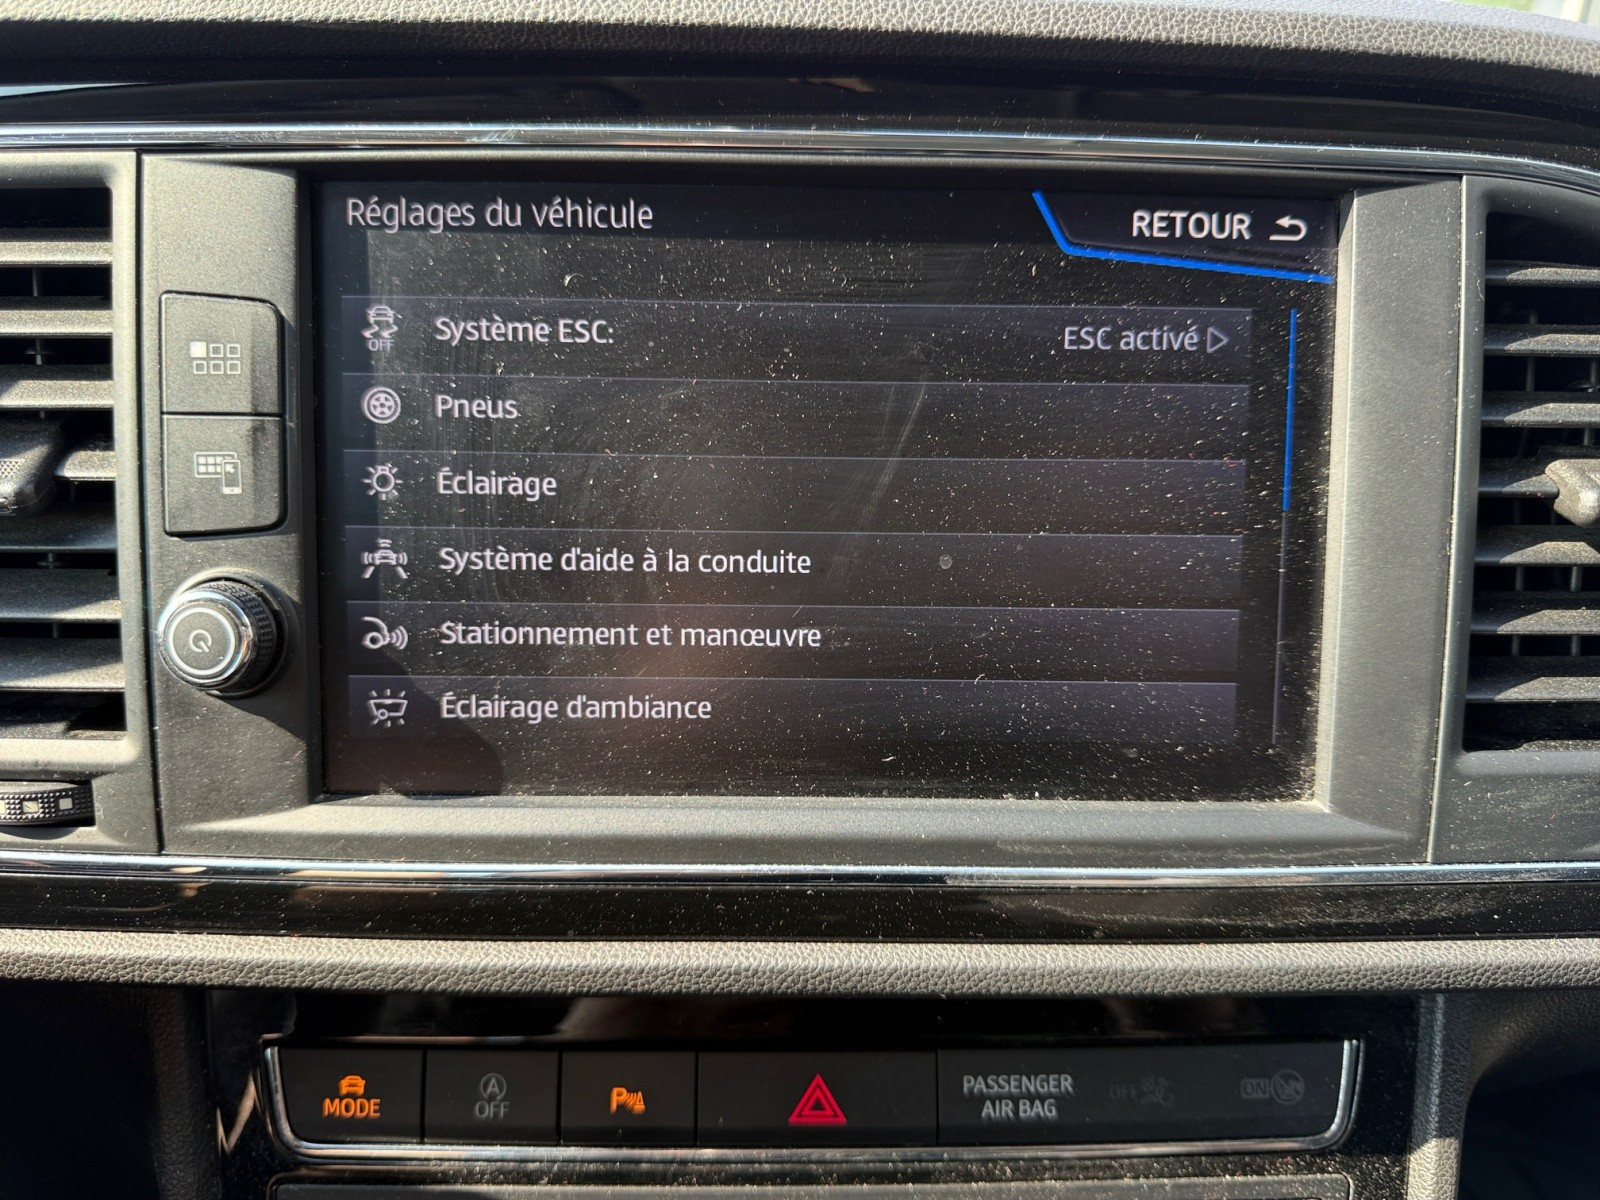 Réglages du véhicule
RETOUR
Système ESC:
ESC activé
OFF
Pneus
Éclairage
Système d'aide à la conduite
Stationnement et manœuvre
Éclairage d'ambiance
MODE
A
OFF
P
PASSENGER
AIR BAG
OFF
ON